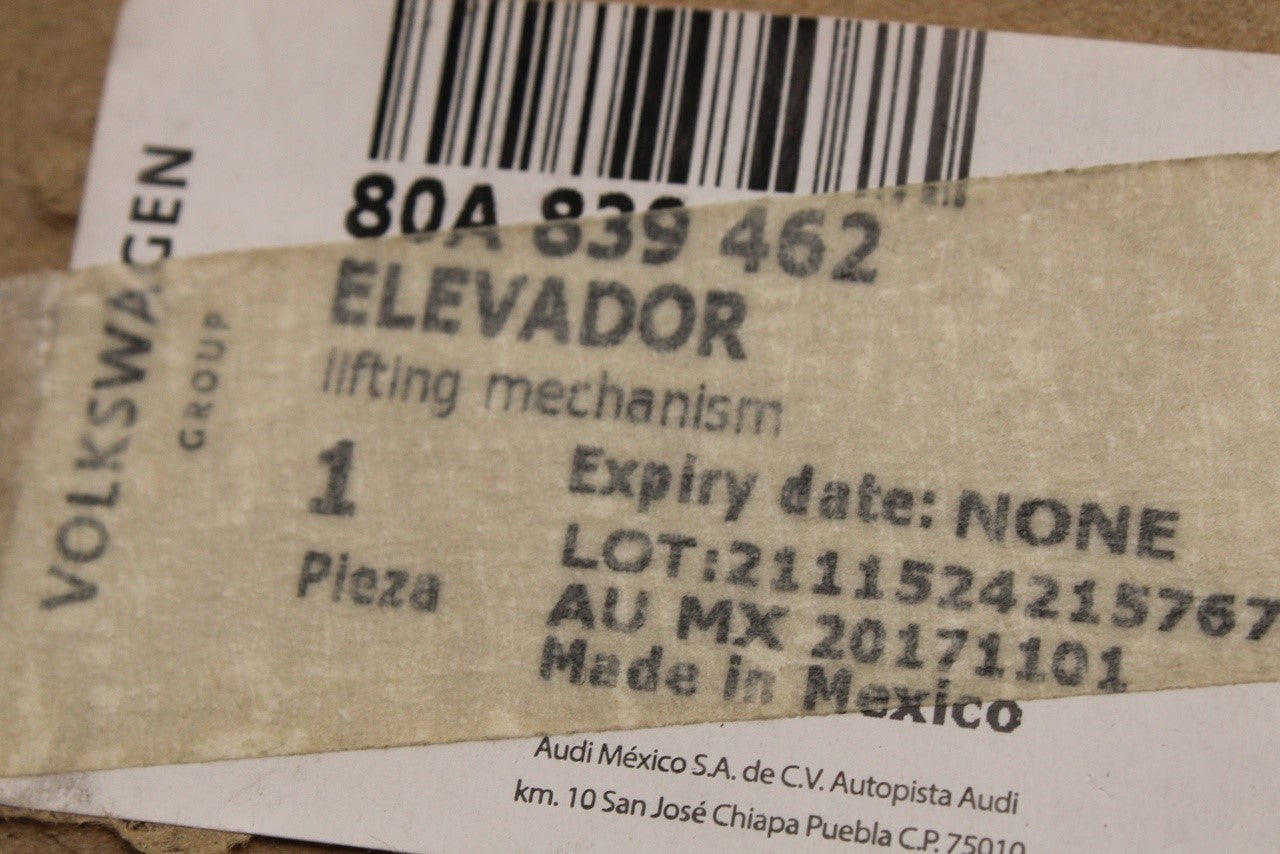 VOLKSWAGEN
GROUP
80A 839 462
ELEVADOR
lifting mechanism
1
Pieza
Expiry date: NONE
LOT:2111524215767
AU MX 20171101
Made in Mexico
Audi México S.A. de C.V. Autopista Audi
km. 10 San José Chiapa Puebla C.P. 75010